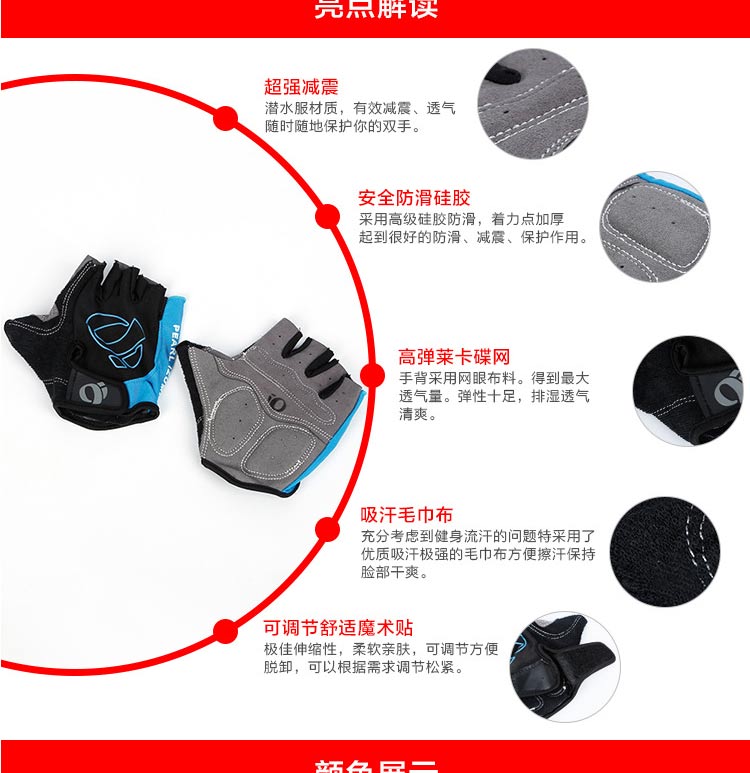 亮点解读
超强减震
潜水服材质，有效减震、透气
随时随地保护你的双手。
安全防滑硅胶
采用高级硅胶防滑，着力点加厚
起到很好的防滑、减震、保护作用。
高弹莱卡碟网
手背采用网眼布料。得到最大
透气量。弹性十足，排湿透气
清爽。
PEARL IZUMI
吸汗毛巾布
充分考虑到健身流汗的问题特采用了
优质吸汗极强的毛巾布方便擦汗保持
脸部干爽。
可调节舒适魔术贴
极佳伸缩性，柔软亲肤，可调节方便
脱卸，可以根据需求调节松紧。
颜色展示